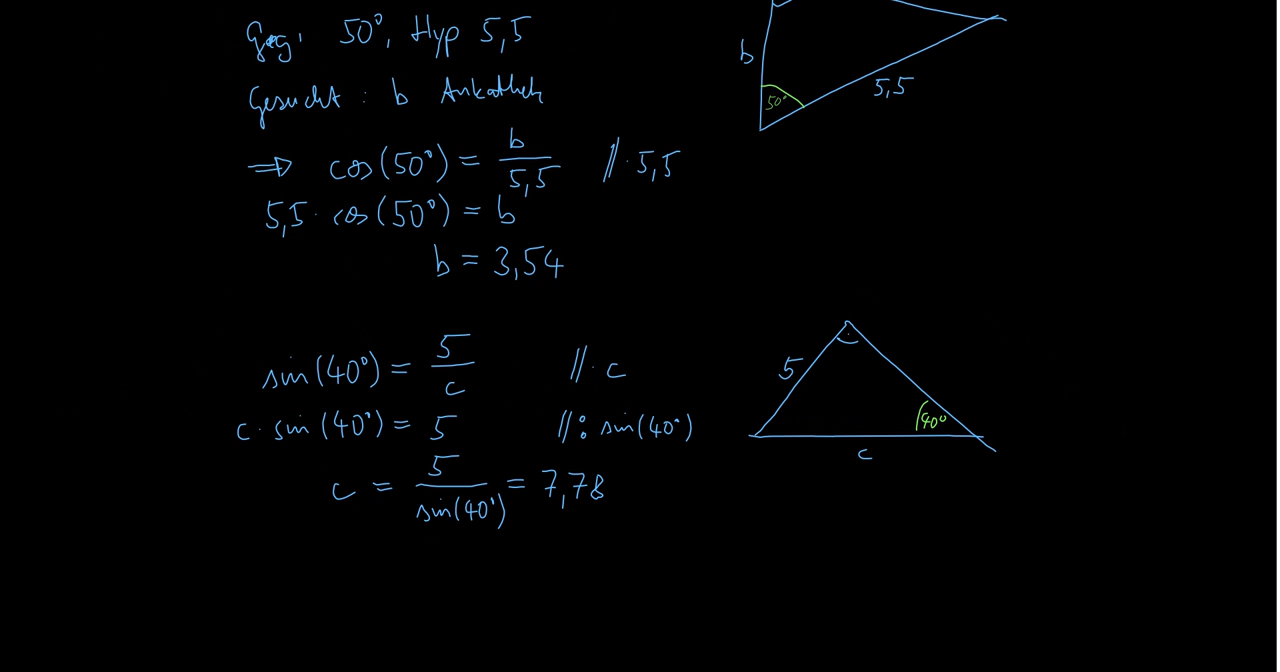 Geg: 50°, Hyp 5,5
Gesucht: b Ankathete
⟹ cos(50°) = b/5,5 //· 5,5
5,5 · cos(50°) = b
b = 3,54
b
50°
5,5
sin(40°) = 5/c //· c
c · sin(40°) = 5 //: sin(40°)
c = 5/sin(40°) = 7,78
5
40°
c